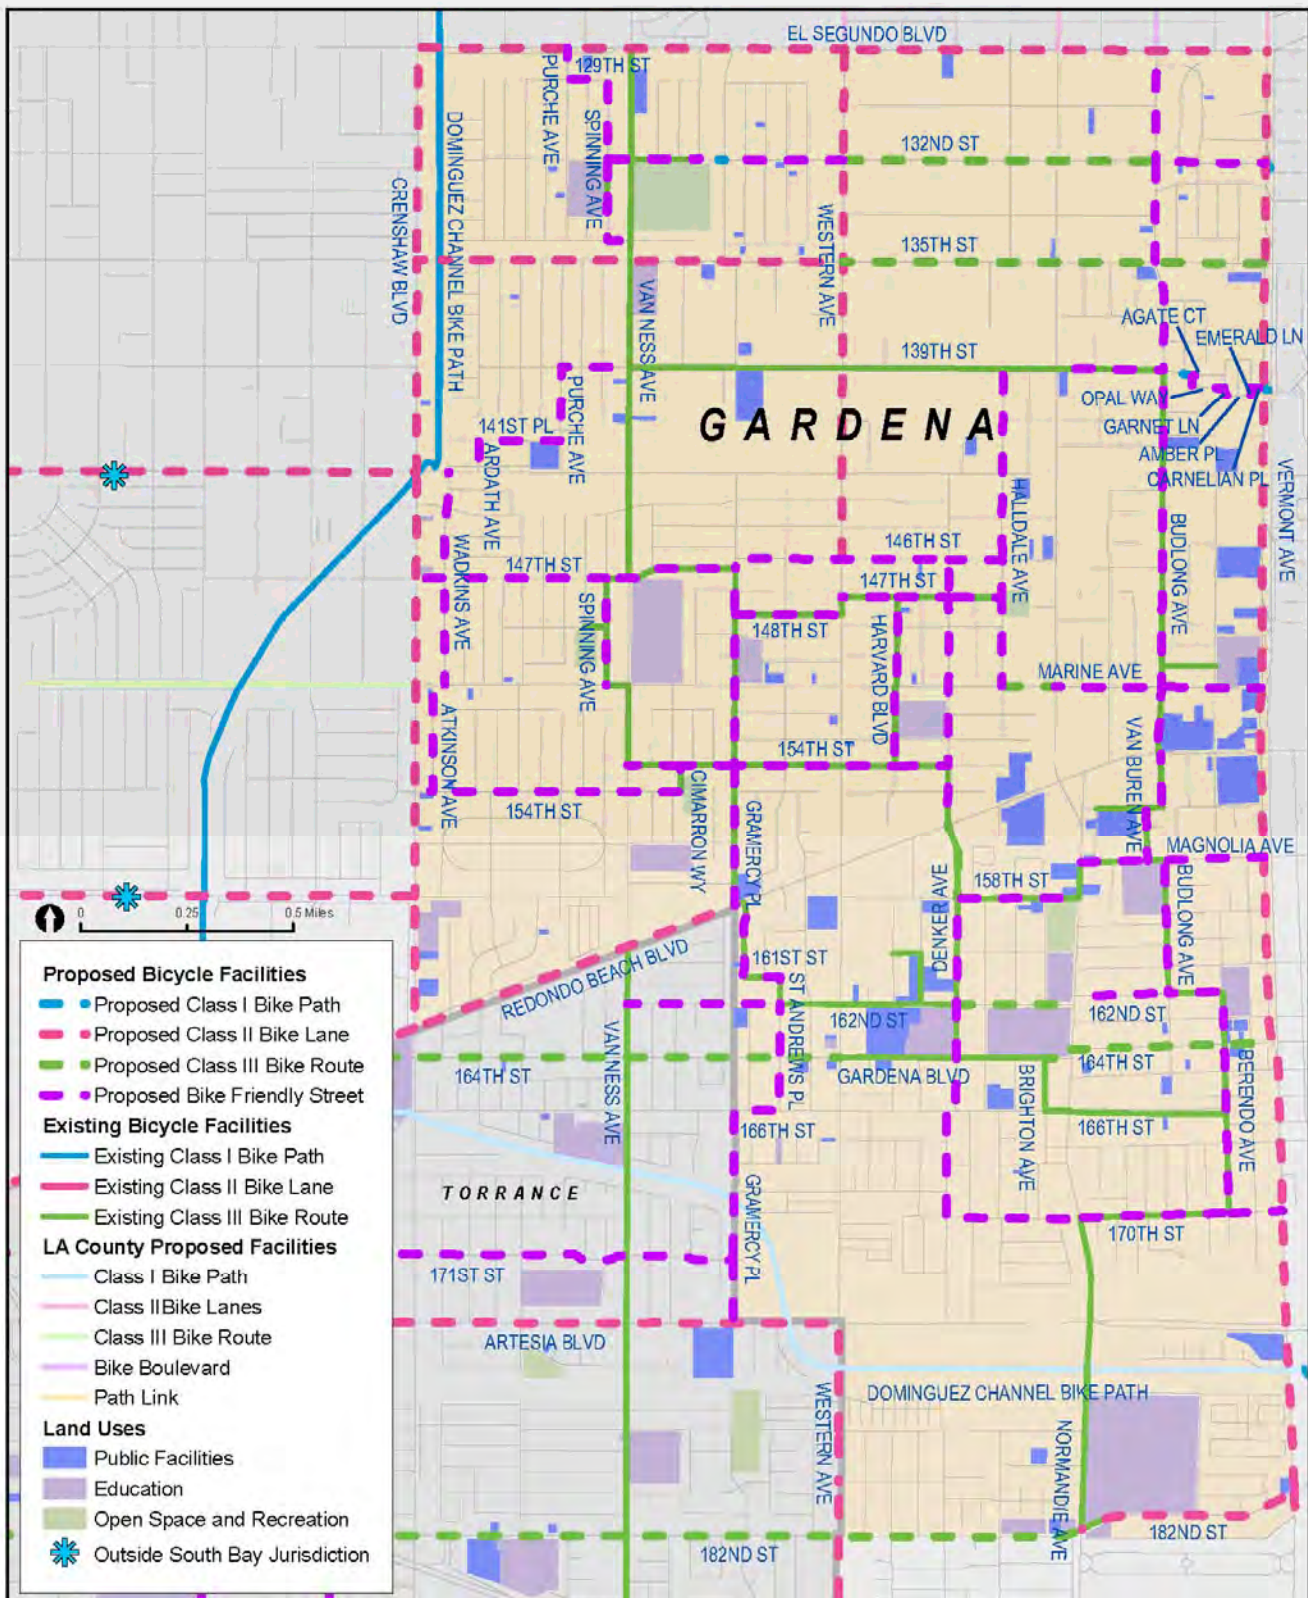 EL SEGUNDO BLVD
129TH ST
PURCHE AVE
SPINNING AVE
DOMINGUEZ CHANNEL BIKE PATH
CRENSHAW BLVD
132ND ST
WESTERN AVE
135TH ST
VAN NESS AVE
AGATE CT
EMERALD LN
139TH ST
OPAL WAY
GARNET LN
AMBER PL
CARNELIAN PL
PURCHE AVE
141ST PL
ARDATH AVE
GARDENA
HALLDALE AVE
VERMONT AVE
BUDLONG AVE
WADKINS AVE
147TH ST
146TH ST
147TH ST
SPINNING AVE
148TH ST
HARVARD BLVD
MARINE AVE
ATKINSON AVE
154TH ST
VAN BUREN AVE
154TH ST
CIMARRON WY
GRAMERCY PL
MAGNOLIA AVE
158TH ST
DENKER AVE
BUDLONG AVE
REDONDO BEACH BLVD
161ST ST
ST ANDREWS PL
162ND ST
162ND ST
VAN NESS AVE
164TH ST
GARDENA BLVD
164TH ST
BRIGHTON AVE
BERENDO AVE
166TH ST
166TH ST
GRAMERCY PL
TORRANCE
170TH ST
171ST ST
ARTESIA BLVD
WESTERN AVE
DOMINGUEZ CHANNEL BIKE PATH
NORMANDIE AVE
182ND ST
182ND ST
0 0.25 0.5 Miles
Proposed Bicycle Facilities
Proposed Class I Bike Path
Proposed Class II Bike Lane
Proposed Class III Bike Route
Proposed Bike Friendly Street
Existing Bicycle Facilities
Existing Class I Bike Path
Existing Class II Bike Lane
Existing Class III Bike Route
LA County Proposed Facilities
Class I Bike Path
Class IIBike Lanes
Class III Bike Route
Bike Boulevard
Path Link
Land Uses
Public Facilities
Education
Open Space and Recreation
Outside South Bay Jurisdiction